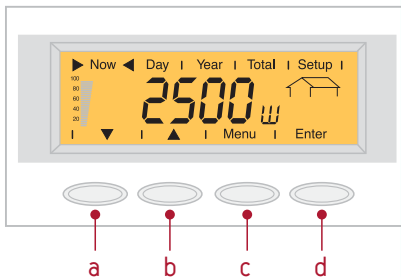 ▶ Now ◀ Day | Year | Total | Setup |
100
80
60
40
20
2500 W
| ▼ | ▲ | Menu | Enter
a b c d